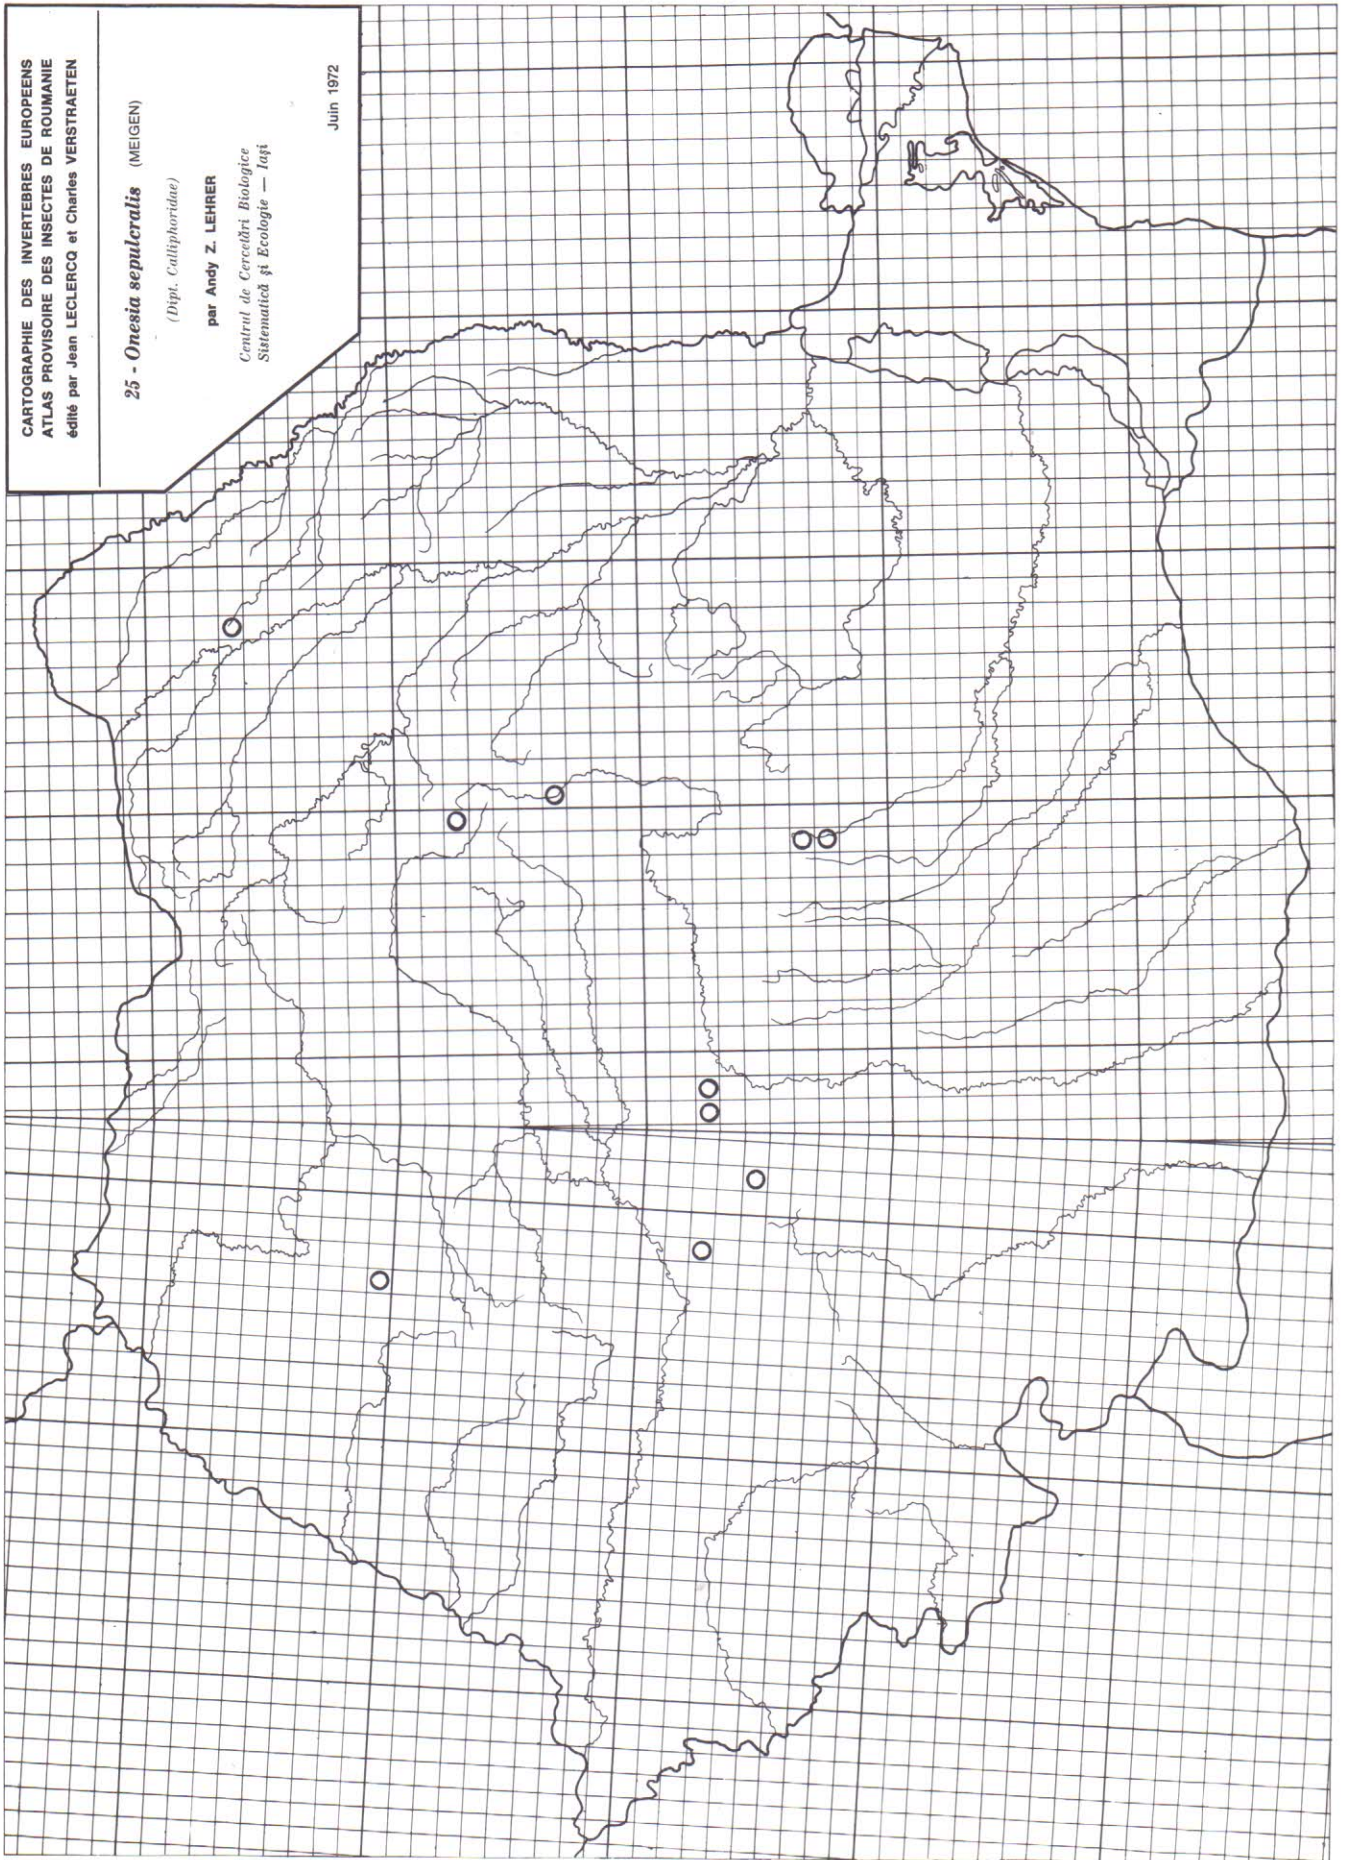 CARTOGRAPHIE DES INVERTEBRES EUROPEENS
ATLAS PROVISOIRE DES INSECTES DE ROUMANIE
édité par Jean LECLERCQ et Charles VERSTRAETEN
25 - Onesia sepulcralis (MEIGEN)
(Dipt. Calliphoridae)
par Andy Z. LEHRER
Centrul de Cercetări Biologice
Sistematică şi Ecologie — Iaşi
Juin 1972